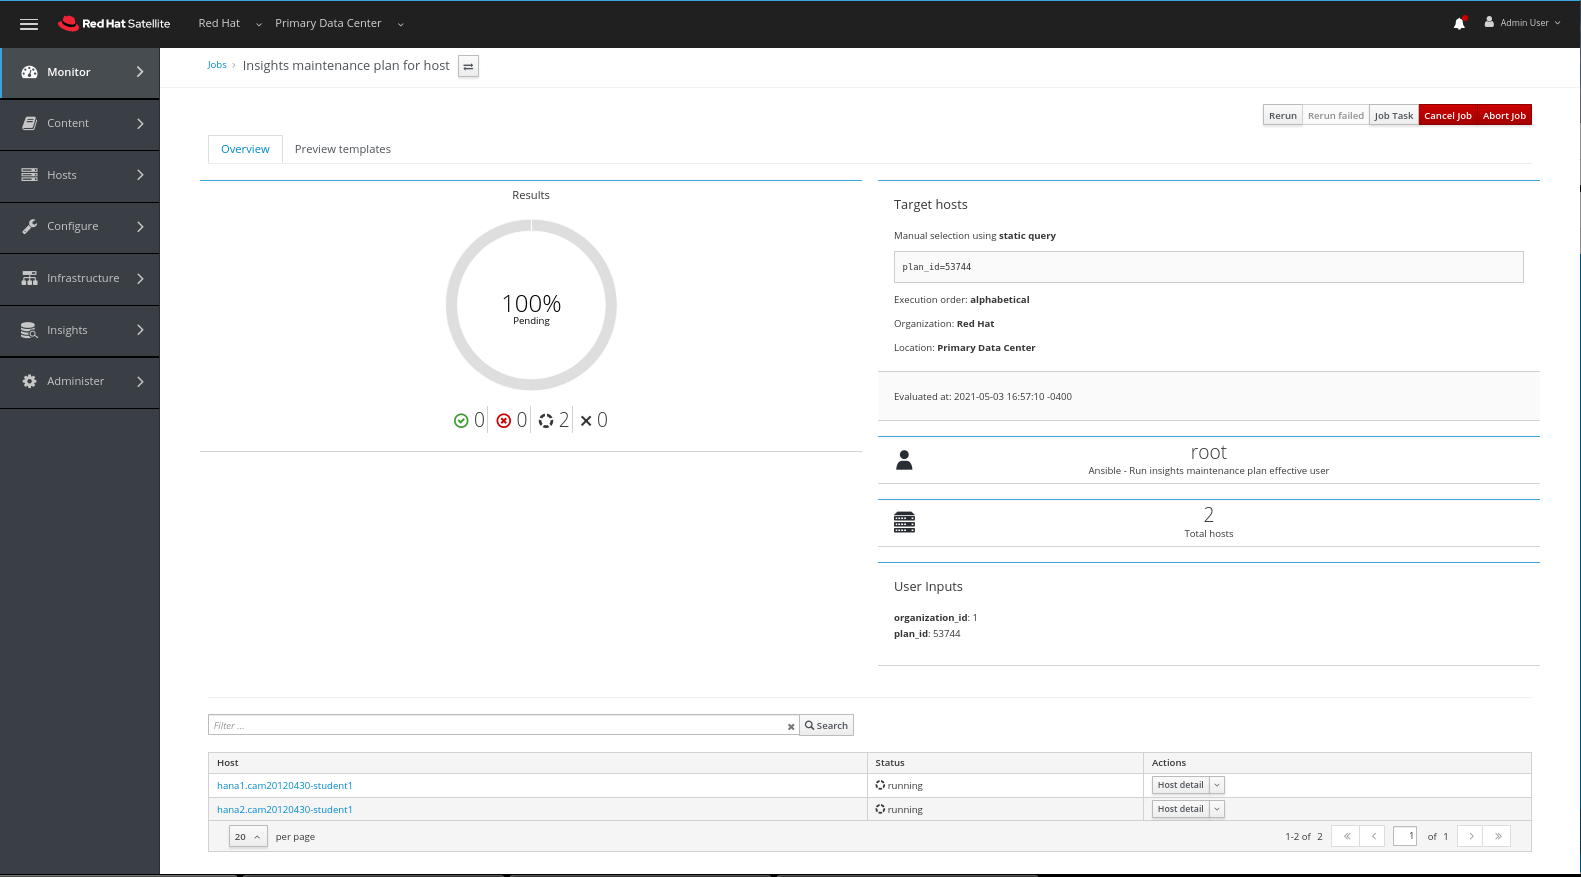 Red Hat Satellite
Red Hat
Primary Data Center
Admin User
Monitor
Content
Hosts
Configure
Infrastructure
Insights
Administer
Jobs › Insights maintenance plan for host
Rerun
Rerun failed
Job Task
Cancel Job
Abort Job
Overview
Preview templates
Results
100%
Pending
0
0
2
0
Target hosts
Manual selection using static query
plan_id=53744
Execution order: alphabetical
Organization: Red Hat
Location: Primary Data Center
Evaluated at: 2021-05-03 16:57:10 -0400
root
Ansible - Run insights maintenance plan effective user
2
Total hosts
User Inputs
organization_id: 1
plan_id: 53744
Filter ...
Search
Host Status Actions
hana1.cam20120430-student1 running Host detail
hana2.cam20120430-student1 running Host detail
20 per page
1-2 of 2 « ‹ 1 of 1 › »